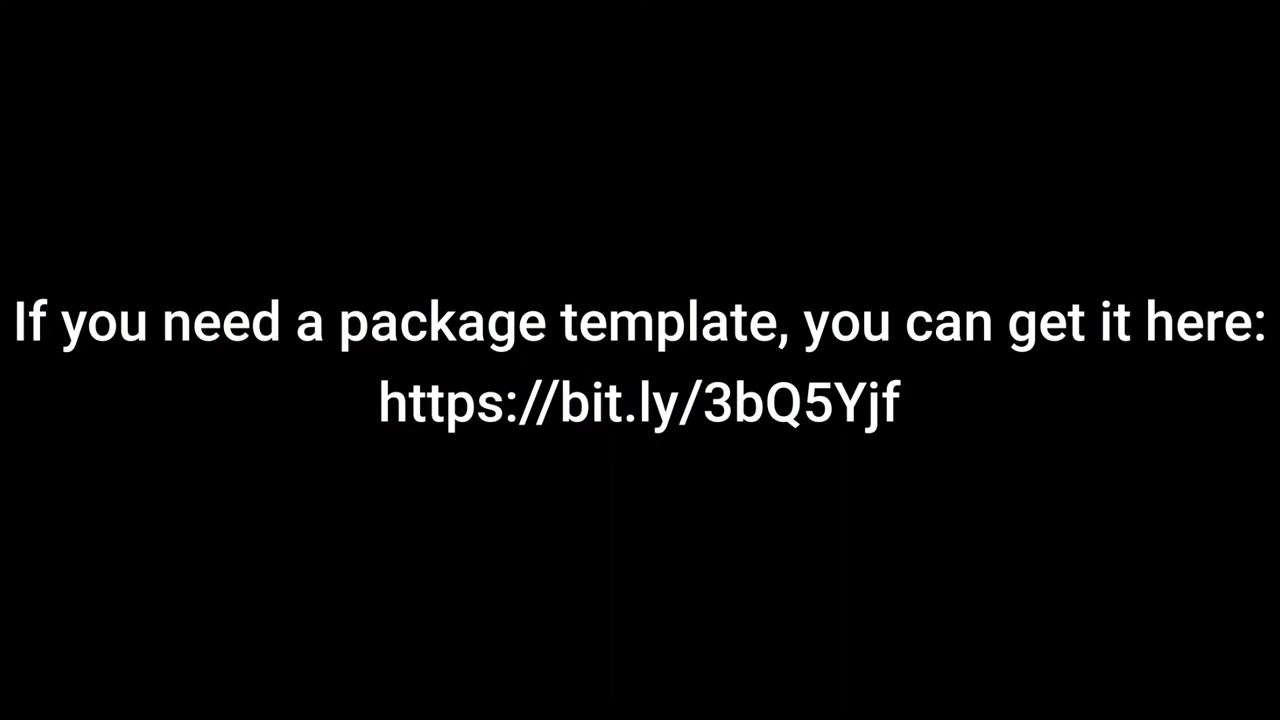 If you need a package template, you can get it here:
https://bit.ly/3bQ5Yjf